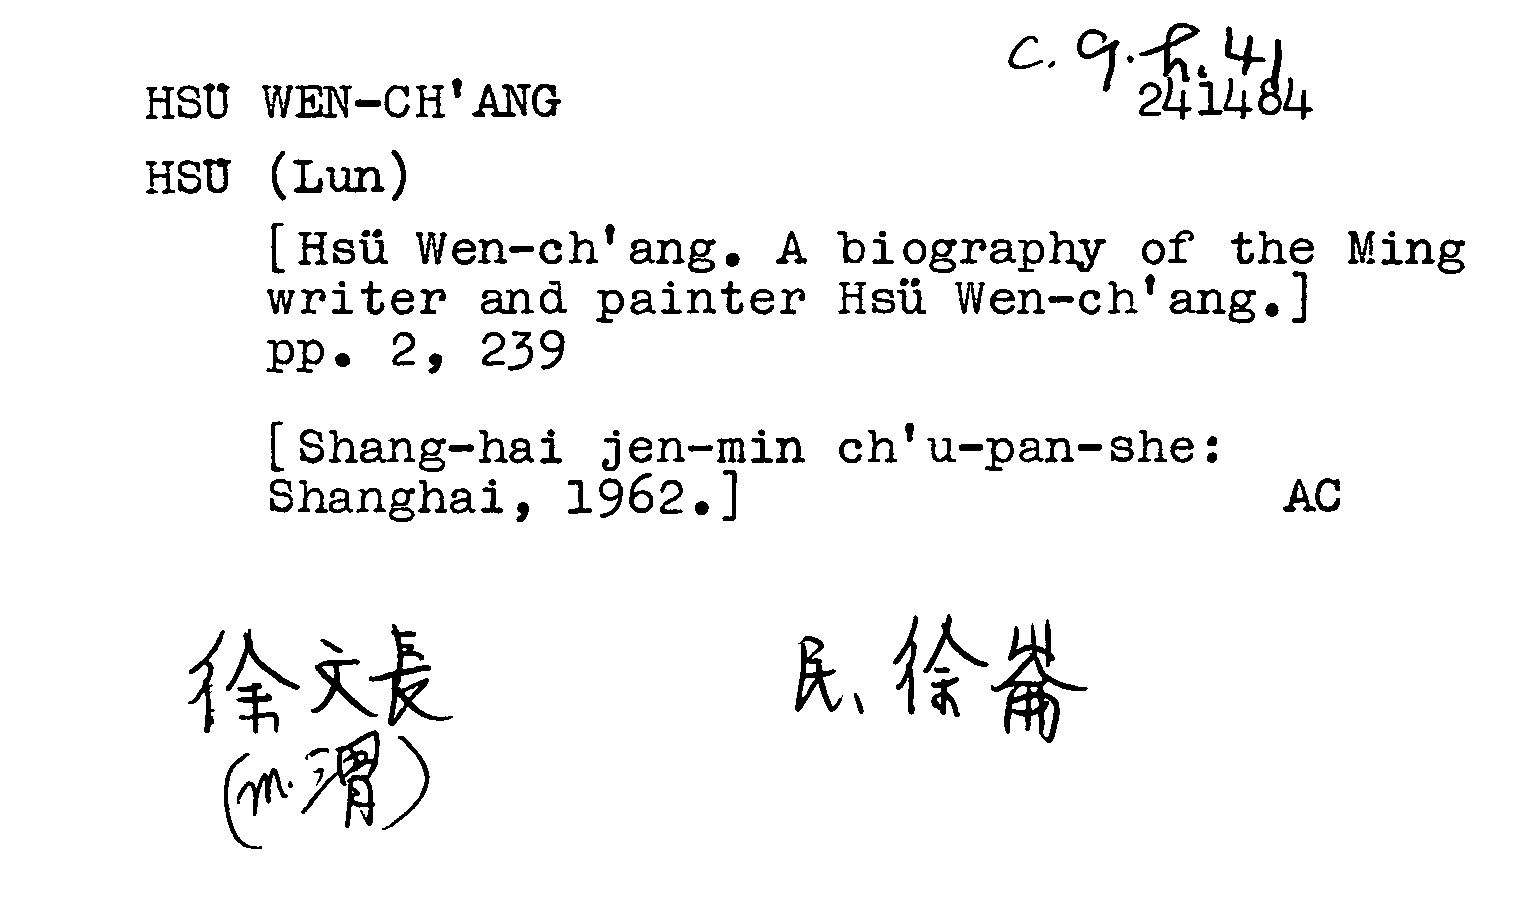 C. 9. h. 41
HSÜ WEN-CH'ANG 241484
HSÜ (Lun)
[Hsü Wen-ch'ang. A biography of the Ming
writer and painter Hsü Wen-ch'ang.]
pp. 2, 239
[Shang-hai jen-min ch'u-pan-she:
Shanghai, 1962.] AC
徐文長 民、徐崙
(m. 渭)